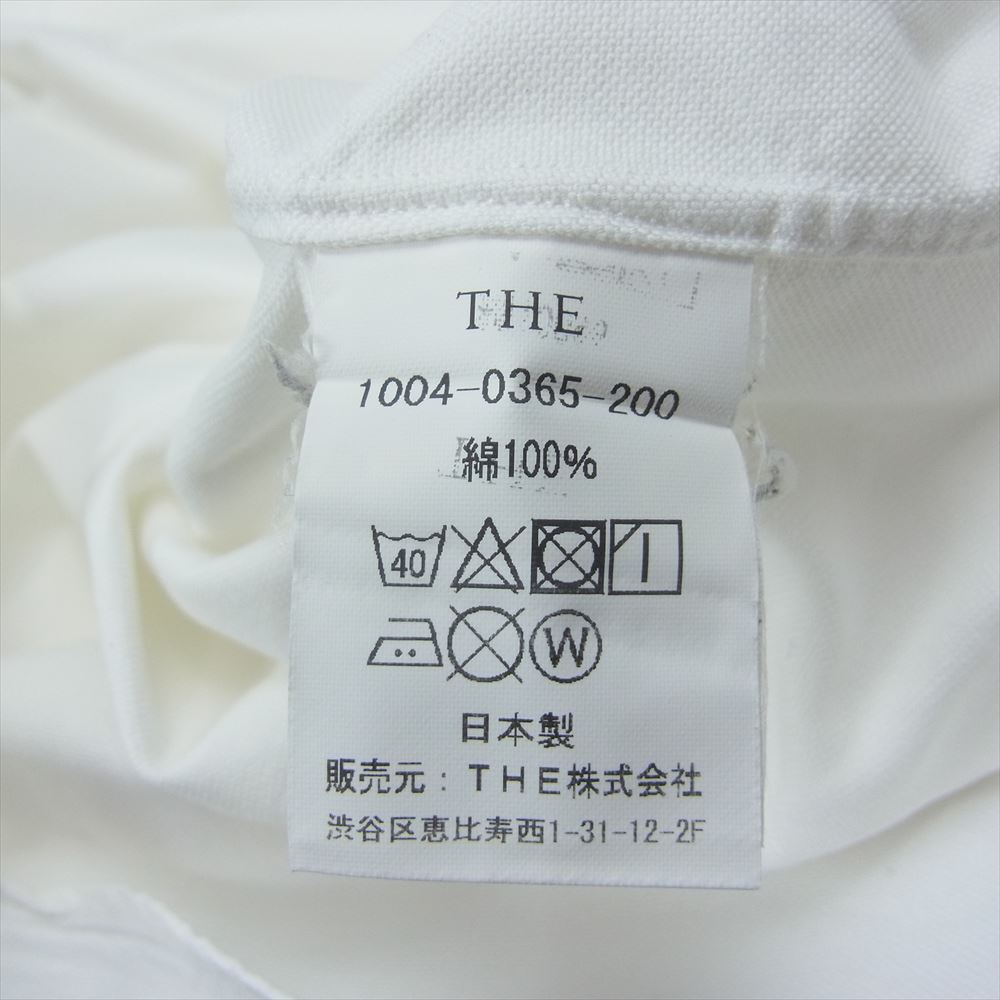 THE
1004-0365-200
綿100%
40
W
日本製
販売元：THE株式会社
渋谷区恵比寿西1-31-12-2F